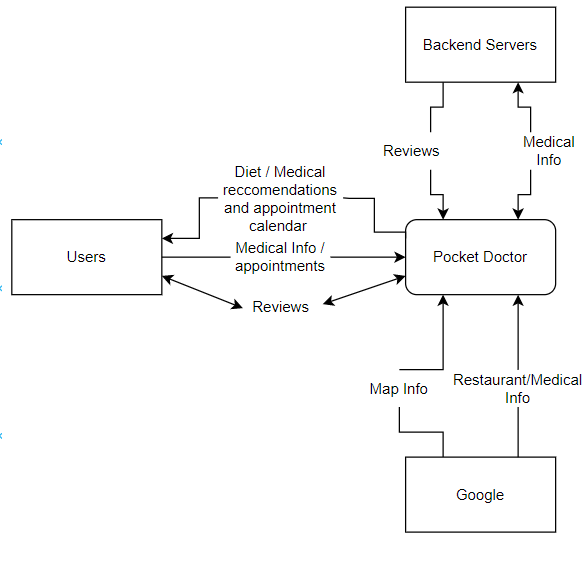 Backend Servers
Reviews
Medical
Info
Diet / Medical
reccomendations
and appointment
calendar
Users
Medical Info /
appointments
Pocket Doctor
Reviews
Map Info
Restaurant/Medical
Info
Google